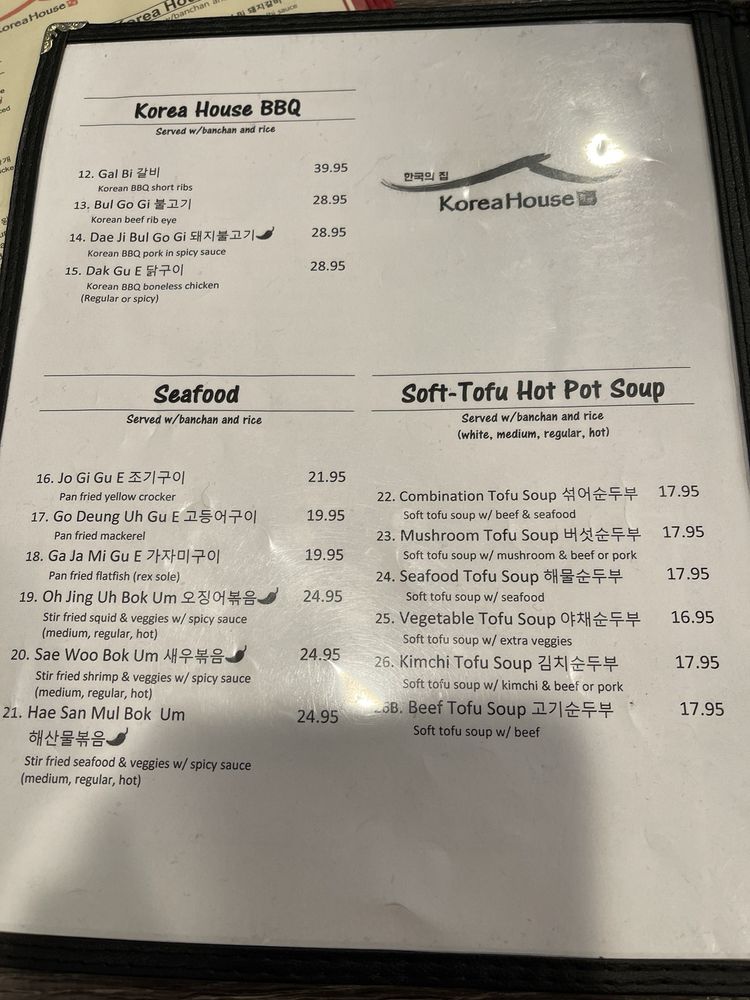 KoreaHouse
Korea House BBQ
Served w/banchan and rice
12. Gal Bi 갈비 39.95
Korean BBQ short ribs
13. Bul Go Gi 불고기 28.95
Korean beef rib eye
14. Dae Ji Bul Go Gi 돼지불고기 28.95
Korean BBQ pork in spicy sauce
15. Dak Gu E 닭구이 28.95
Korean BBQ boneless chicken
(Regular or spicy)
한국의 집
KoreaHouse
Seafood
Served w/banchan and rice
16. Jo Gi Gu E 조기구이 21.95
Pan fried yellow crocker
17. Go Deung Uh Gu E 고등어구이 19.95
Pan fried mackerel
18. Ga Ja Mi Gu E 가자미구이 19.95
Pan fried flatfish (rex sole)
19. Oh Jing Uh Bok Um 오징어볶음 24.95
Stir fried squid & veggies w/ spicy sauce
(medium, regular, hot)
20. Sae Woo Bok Um 새우볶음 24.95
Stir fried shrimp & veggies w/ spicy sauce
(medium, regular, hot)
21. Hae San Mul Bok Um 24.95
해산물볶음
Stir fried seafood & veggies w/ spicy sauce
(medium, regular, hot)
Soft-Tofu Hot Pot Soup
Served w/banchan and rice
(white, medium, regular, hot)
22. Combination Tofu Soup 섞어순두부 17.95
Soft tofu soup w/ beef & seafood
23. Mushroom Tofu Soup 버섯순두부 17.95
Soft tofu soup w/ mushroom & beef or pork
24. Seafood Tofu Soup 해물순두부 17.95
Soft tofu soup w/ seafood
25. Vegetable Tofu Soup 야채순두부 16.95
Soft tofu soup w/ extra veggies
26. Kimchi Tofu Soup 김치순두부 17.95
Soft tofu soup w/ kimchi & beef or pork
26B. Beef Tofu Soup 고기순두부 17.95
Soft tofu soup w/ beef